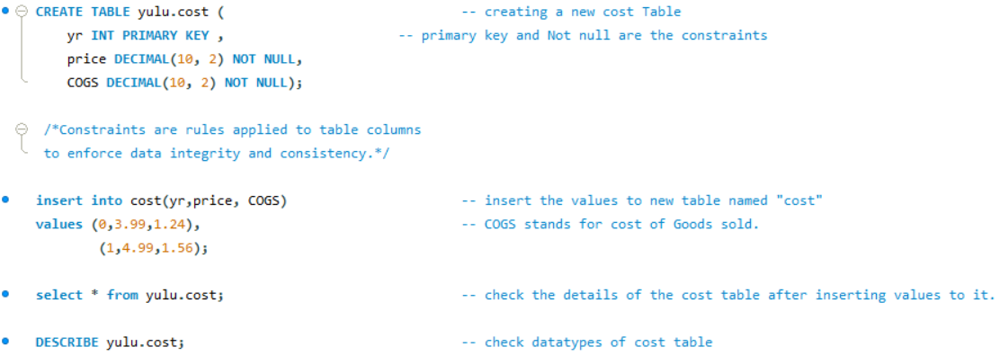 CREATE TABLE yulu.cost ( -- creating a new cost Table
yr INT PRIMARY KEY , -- primary key and Not null are the constraints
price DECIMAL(10, 2) NOT NULL,
COGS DECIMAL(10, 2) NOT NULL);
/*Constraints are rules applied to table columns
to enforce data integrity and consistency.*/
insert into cost(yr,price, COGS) -- insert the values to new table named "cost"
values (0,3.99,1.24), -- COGS stands for cost of Goods sold.
(1,4.99,1.56);
select * from yulu.cost; -- check the details of the cost table after inserting values to it.
DESCRIBE yulu.cost; -- check datatypes of cost table